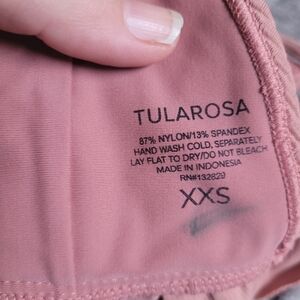 TULAROSA
87% NYLON/13% SPANDEX
HAND WASH COLD, SEPARATELY
LAY FLAT TO DRY/DO NOT BLEACH
MADE IN INDONESIA
RN#132829
XXS